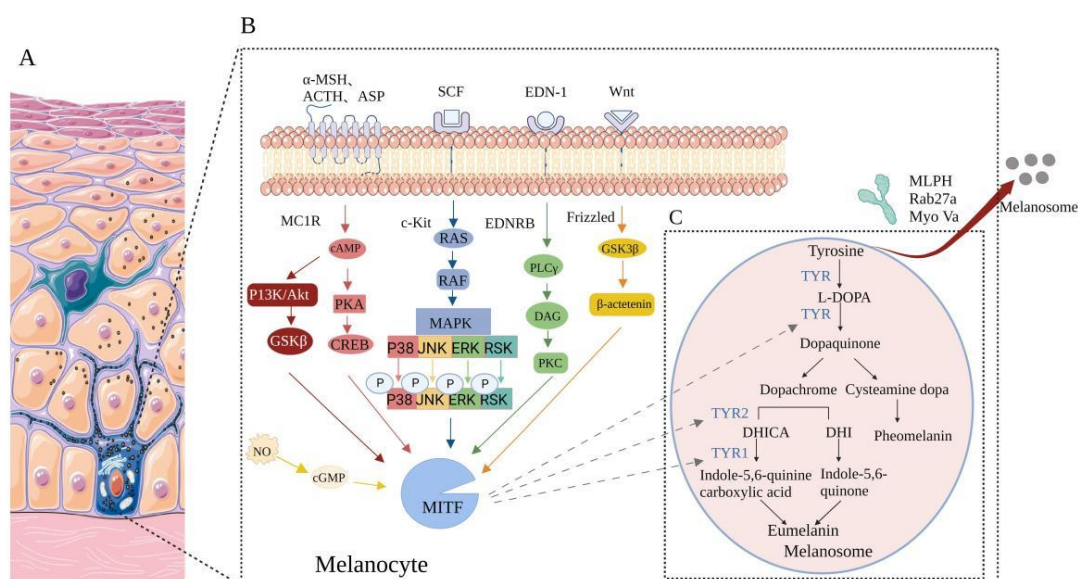 A
B
α-MSH、
ACTH、ASP
SCF
EDN-1
Wnt
MC1R
c-Kit
EDNRB
Frizzled
cAMP
RAS
PLCγ
GSK3β
P13K/Akt
PKA
RAF
DAG
β-actetenin
GSKβ
CREB
MAPK
PKC
P38 JNK ERK RSK
P P P P
P38 JNK ERK RSK
NO
cGMP
MITF
Melanocyte
MLPH
Rab27a
Myo Va
Melanosome
C
Tyrosine
TYR
L-DOPA
TYR
Dopaquinone
Dopachrome
Cysteamine dopa
TYR2
DHICA
DHI
Pheomelanin
TYR1
Indole-5,6-quinine
carboxylic acid
Indole-5,6-
quinone
Eumelanin
Melanosome